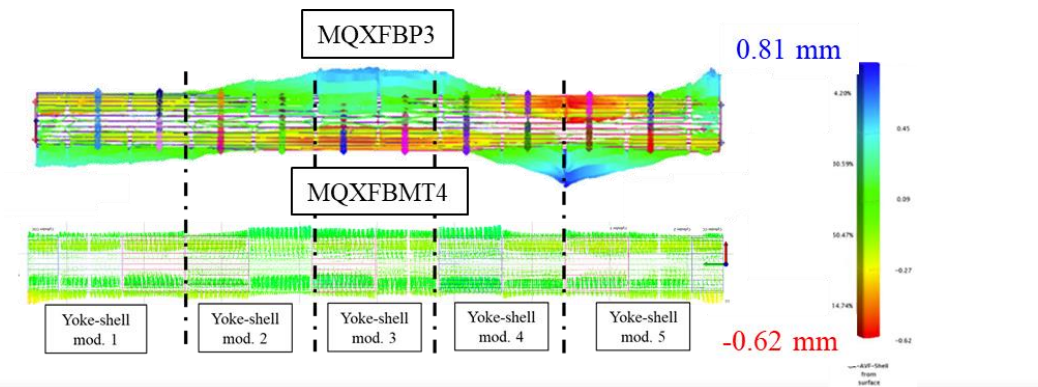 MQXFBP3
0.81 mm
4.20%
0.45
30.59%
0.09
50.47%
-0.27
14.74%
-0.62
MQXFBMT4
Yoke-shell
mod. 1
Yoke-shell
mod. 2
Yoke-shell
mod. 3
Yoke-shell
mod. 4
Yoke-shell
mod. 5
-0.62 mm
from
surface